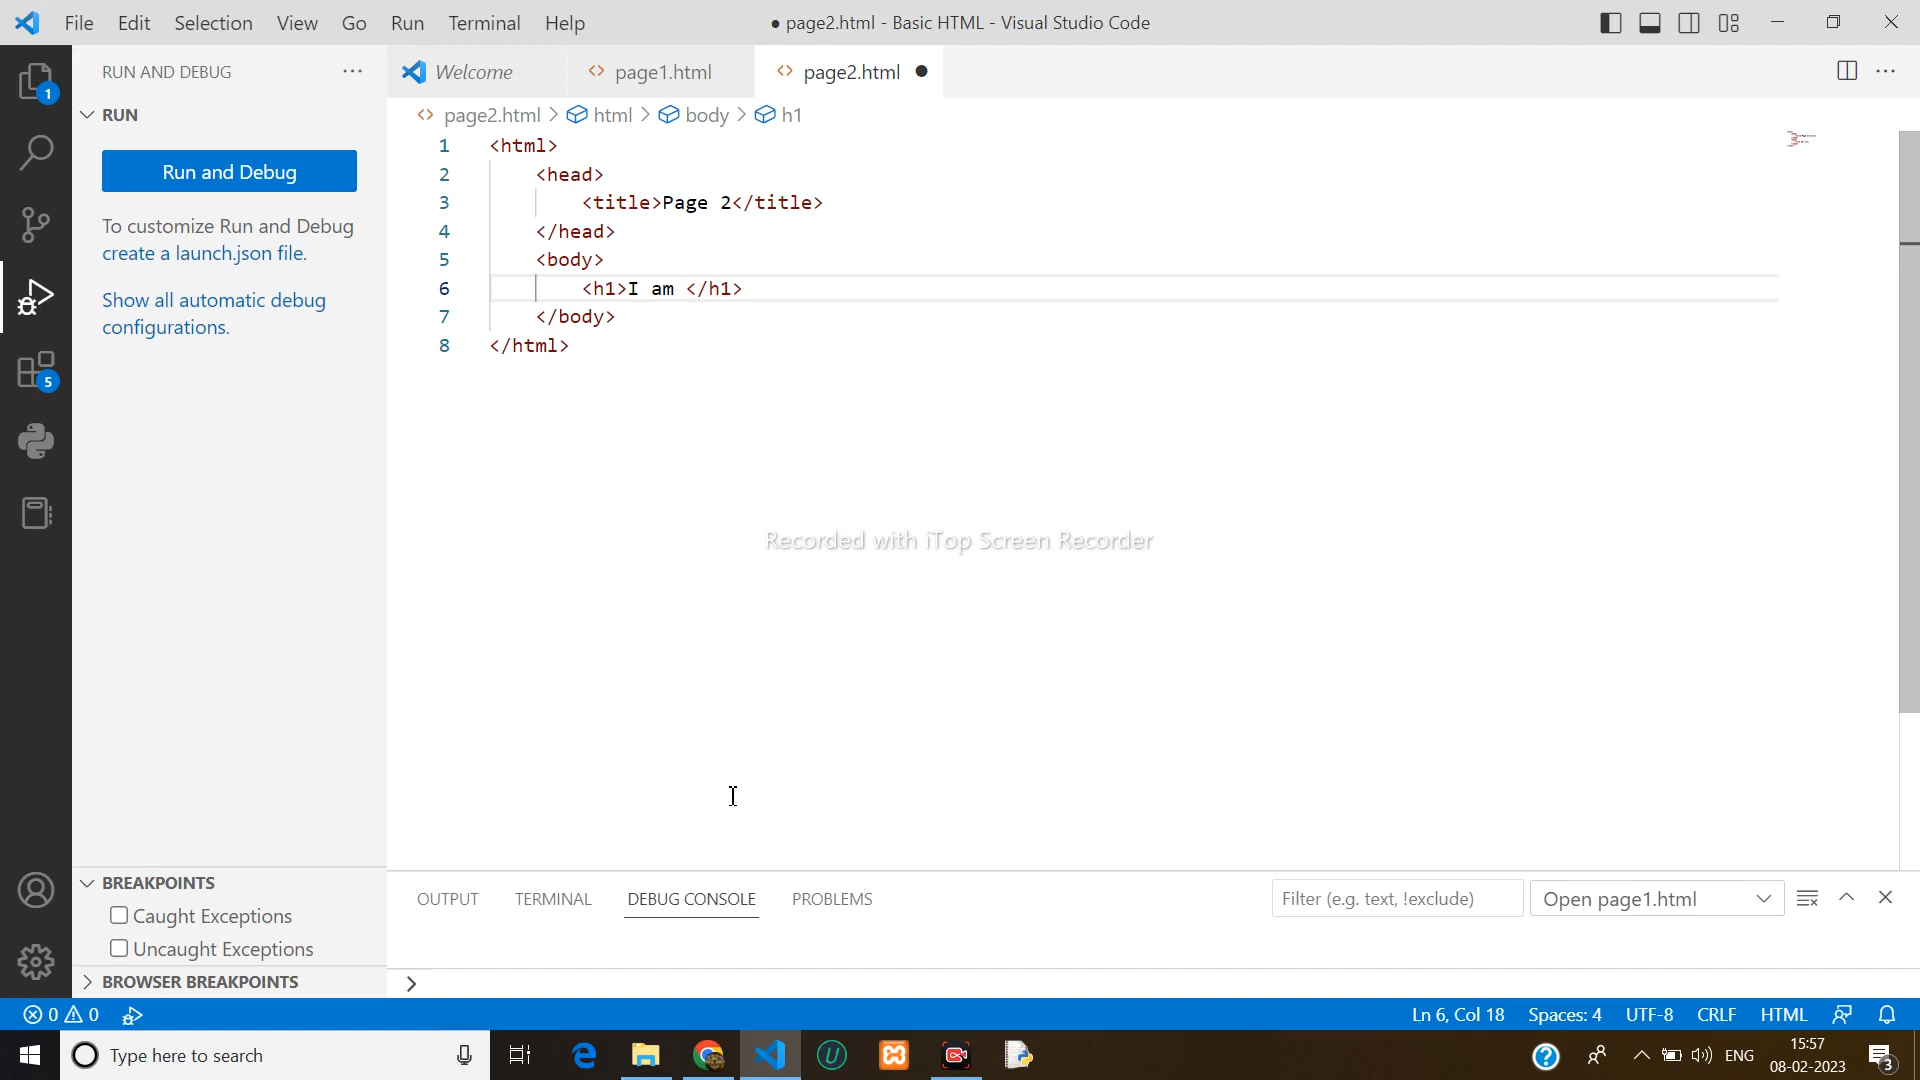 File Edit Selection View Go Run Terminal Help ● page2.html - Basic HTML - Visual Studio Code
RUN AND DEBUG ··· Welcome page1.html page2.html ●
1
RUN
page2.html > html > body > h1
Run and Debug
To customize Run and Debug
create a launch.json file.
Show all automatic debug
configurations.
5
1 <html>
2 <head>
3 <title>Page 2</title>
4 </head>
5 <body>
6 <h1>I am </h1>
7 </body>
8 </html>
Recorded with iTop Screen Recorder
BREAKPOINTS
Caught Exceptions
Uncaught Exceptions
BROWSER BREAKPOINTS
OUTPUT TERMINAL DEBUG CONSOLE PROBLEMS Filter (e.g. text, !exclude) Open page1.html
>
0 0 Ln 6, Col 18 Spaces: 4 UTF-8 CRLF HTML
Type here to search ENG 15:57
08-02-2023
3